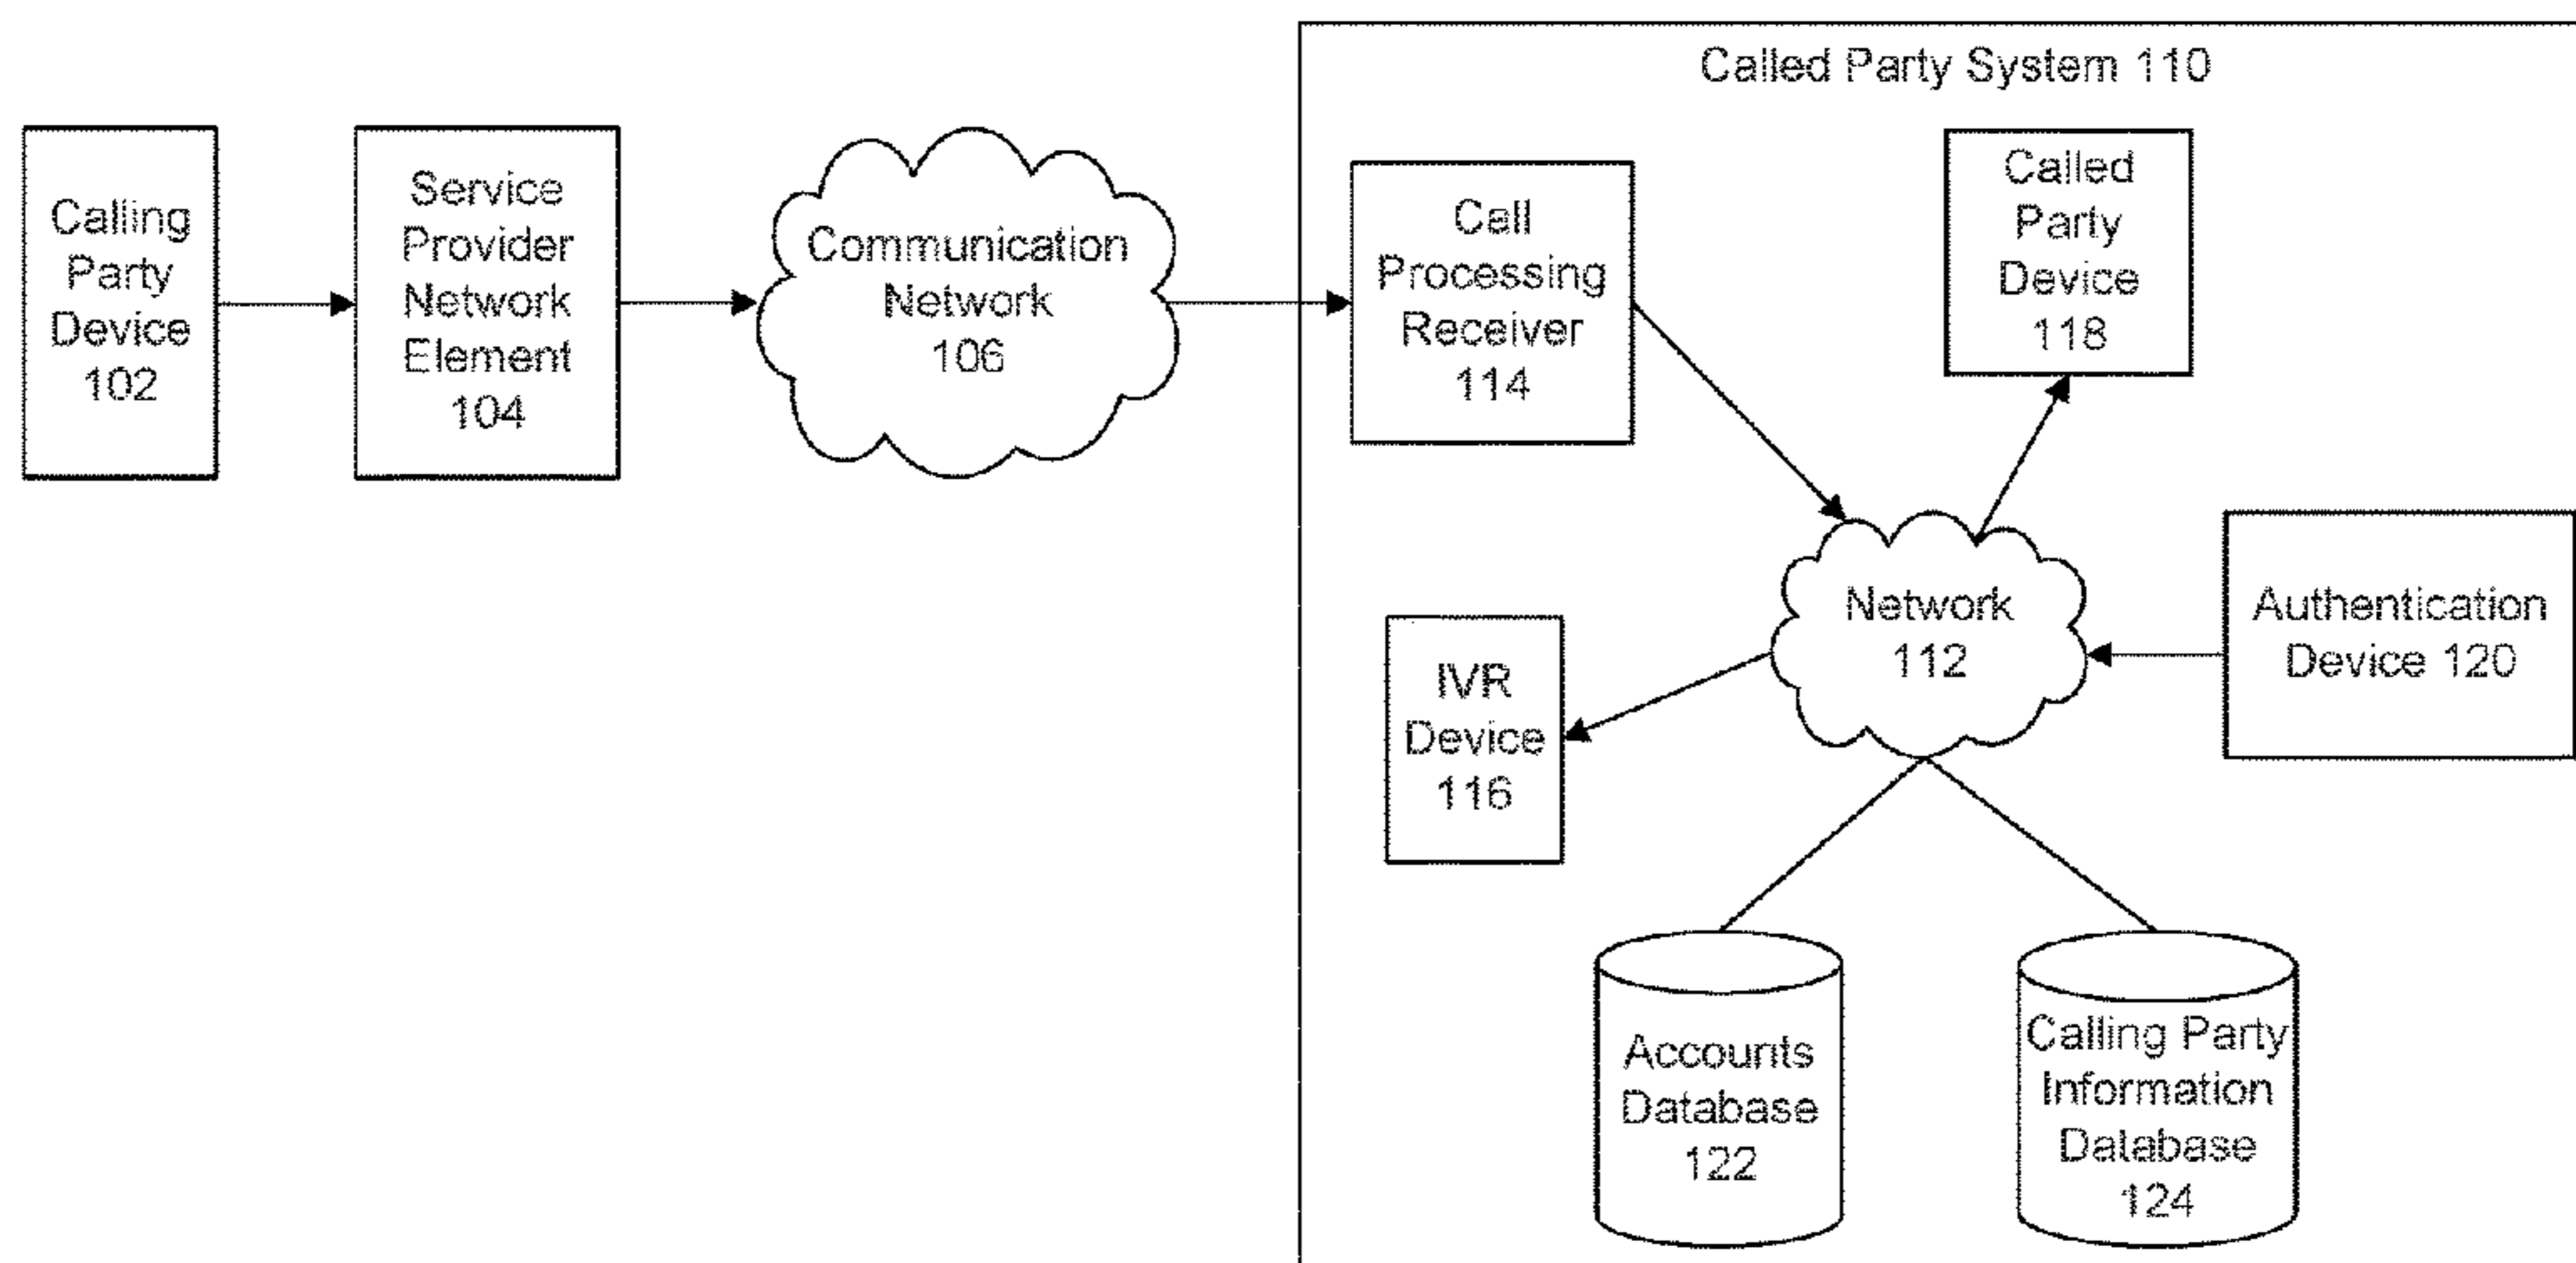 Called Party System 110
Calling
Party
Device
102
Service
Provider
Network
Element
104
Communication
Network
106
Call
Processing
Receiver
114
Called
Party
Device
118
Network
112
Authentication
Device 120
IVR
Device
116
Accounts
Database
122
Calling Party
Information
Database
124